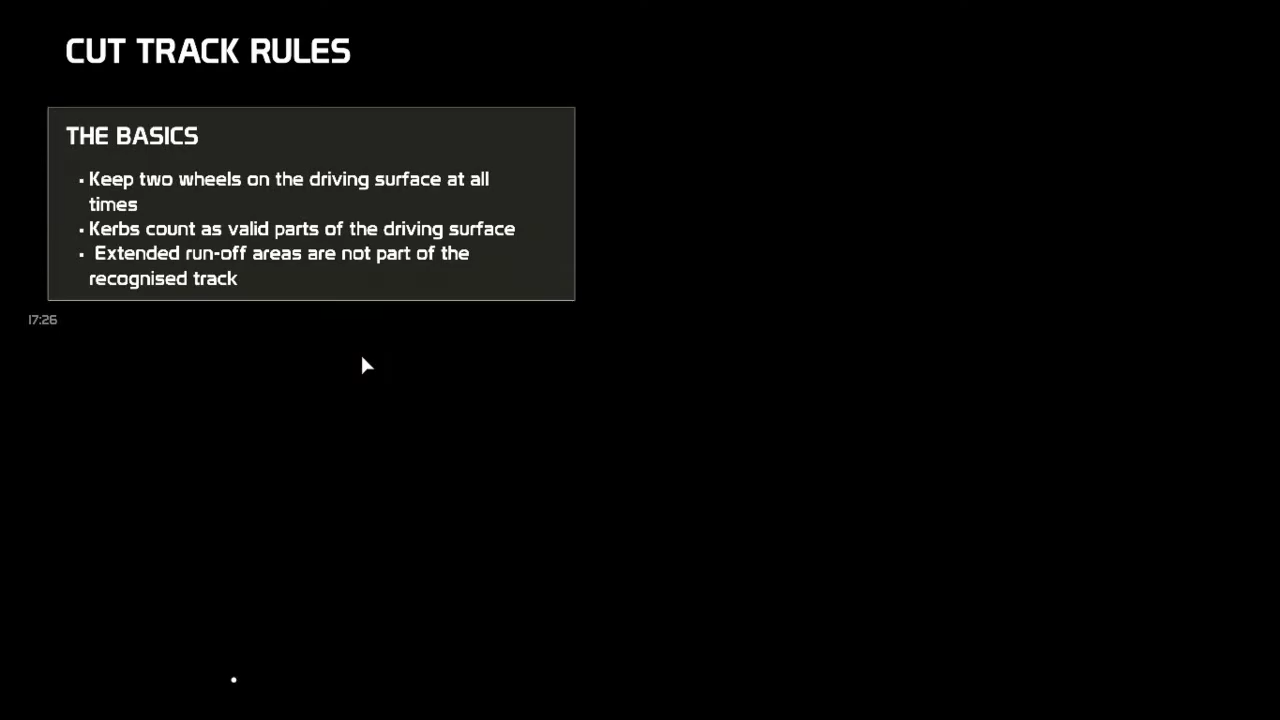 CUT TRACK RULES
THE BASICS
▪ Keep two wheels on the driving surface at all
times
▪ Kerbs count as valid parts of the driving surface
▪ Extended run-off areas are not part of the
recognised track
17:26